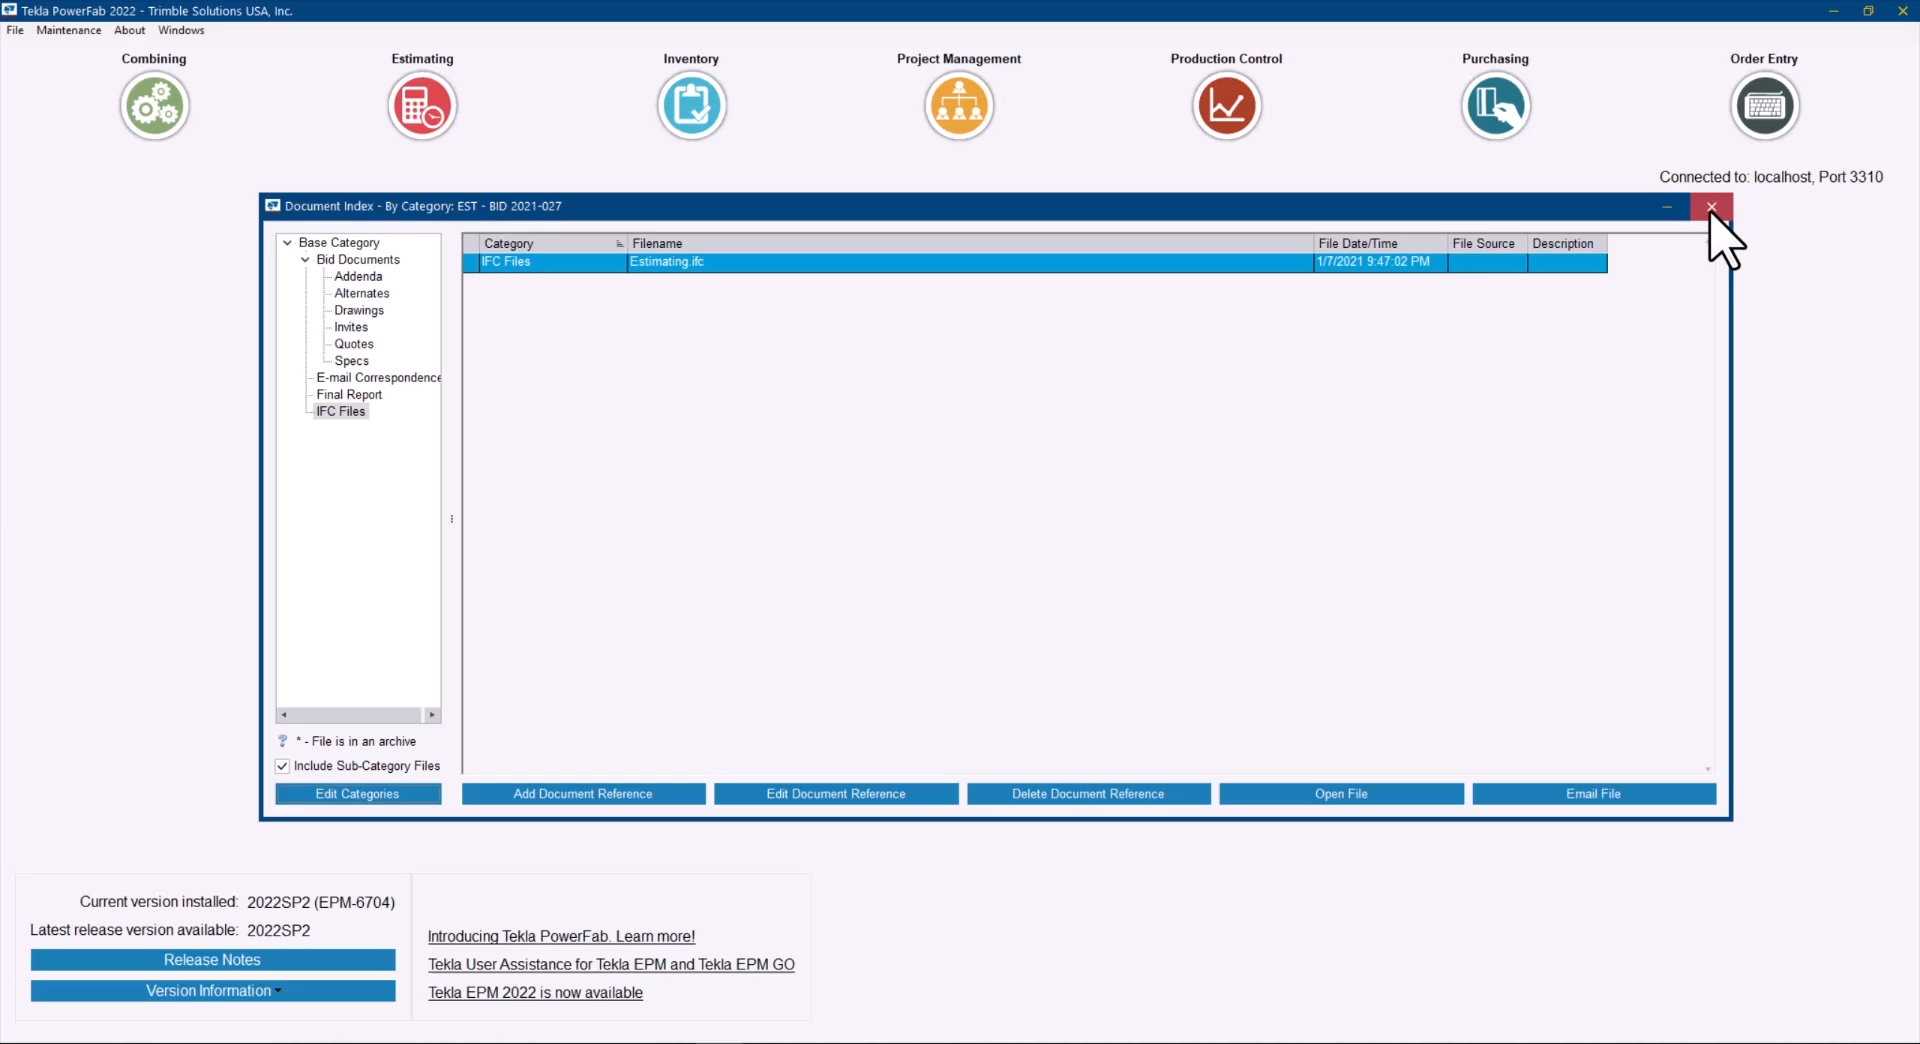 Tekla PowerFab 2022 - Trimble Solutions USA, Inc.
File Maintenance About Windows
Combining Estimating Inventory Project Management Production Control Purchasing Order Entry
Connected to: localhost, Port 3310
Document Index - By Category: EST - BID 2021-027
Category Filename File Date/Time File Source Description
IFC Files Estimating.ifc 1/7/2021 9:47:02 PM
Base Category
Bid Documents
Addenda
Alternates
Drawings
Invites
Quotes
Specs
E-mail Correspondence
Final Report
IFC Files
* - File is in an archive
Include Sub-Category Files
Edit Categories Add Document Reference Edit Document Reference Delete Document Reference Open File Email File
Current version installed: 2022SP2 (EPM-6704)
Latest release version available: 2022SP2
Release Notes
Version Information
Introducing Tekla PowerFab. Learn more!
Tekla User Assistance for Tekla EPM and Tekla EPM GO
Tekla EPM 2022 is now available